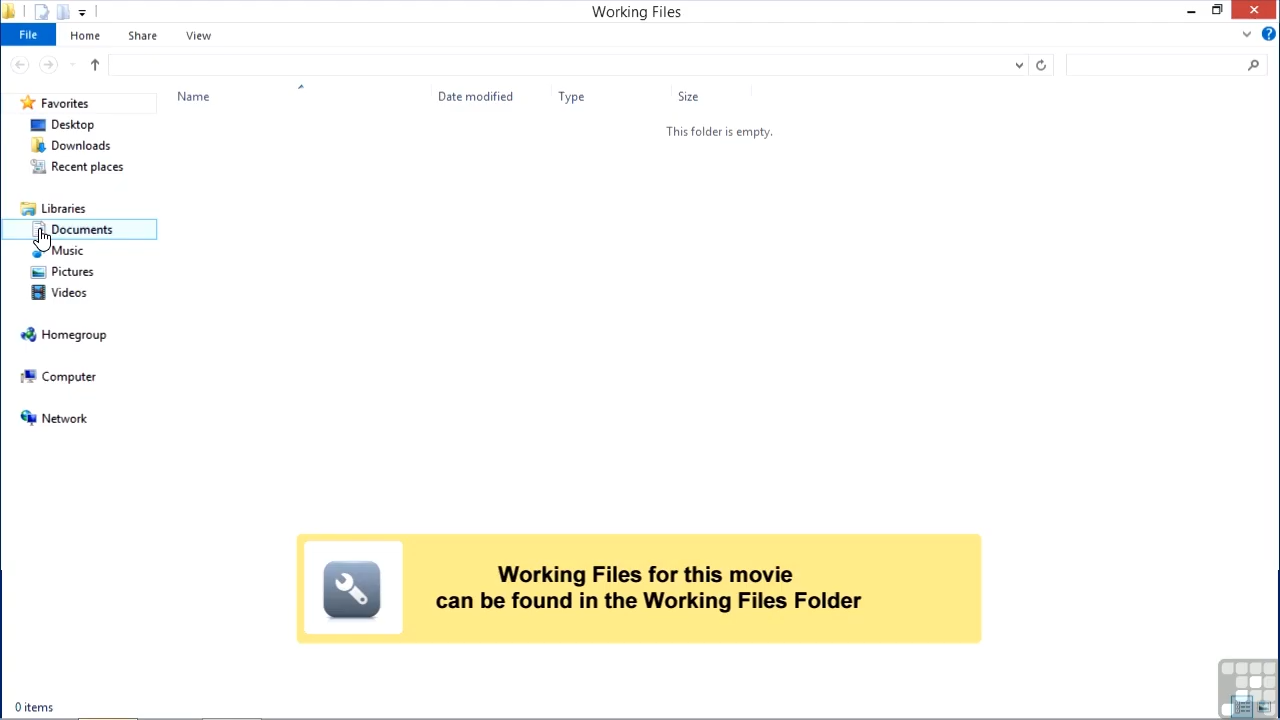 Working Files
File
Home
Share
View
Name
Date modified
Type
Size
This folder is empty.
Favorites
Desktop
Downloads
Recent places
Libraries
Documents
Music
Pictures
Videos
Homegroup
Computer
Network
Working Files for this movie
can be found in the Working Files Folder
0 items